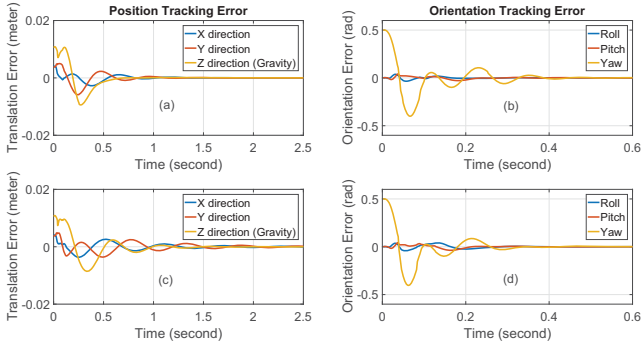 Position Tracking Error
Translation Error (meter)
0.02
0
-0.02
X direction
Y direction
Z direction (Gravity)
(a)
0 0.5 1 1.5 2 2.5
Time (second)
Orientation Tracking Error
Orientation Error (rad)
0.5
0
-0.5
Roll
Pitch
Yaw
(b)
0 0.2 0.4 0.6
Time (second)
Translation Error (meter)
0.02
0
-0.02
X direction
Y direction
Z direction (Gravity)
(c)
0 0.5 1 1.5 2 2.5
Time (second)
Orientation Error (rad)
0.5
0
-0.5
Roll
Pitch
Yaw
(d)
0 0.2 0.4 0.6
Time (second)